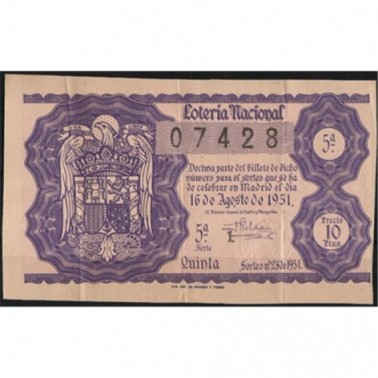 Lotería Nacional
07428
5ª
Décima parte del billete de dicho
número para el sorteo que se ha
de celebrar en Madrid el día
16 de Agosto de 1951.
5ª
Serie
Precio
10
Ptas.
Quinta
Sorteo nº 23 de 1951.